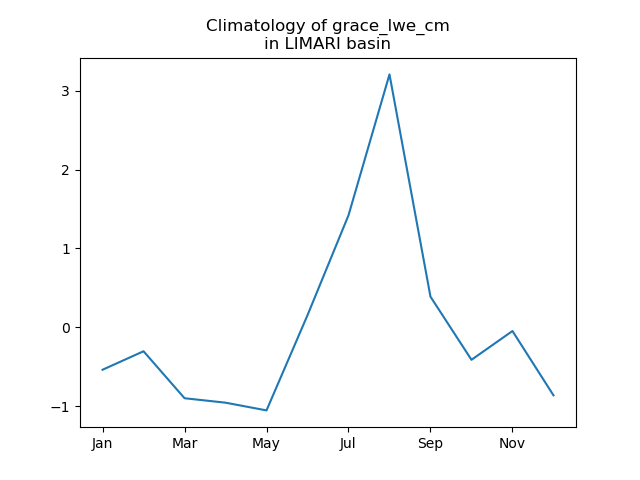 Climatology of grace_lwe_cm
in LIMARI basin
3
2
1
0
−1
Jan
Mar
May
Jul
Sep
Nov